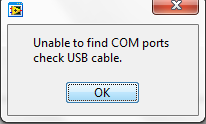 Unable to find COM ports
check USB cable.
OK